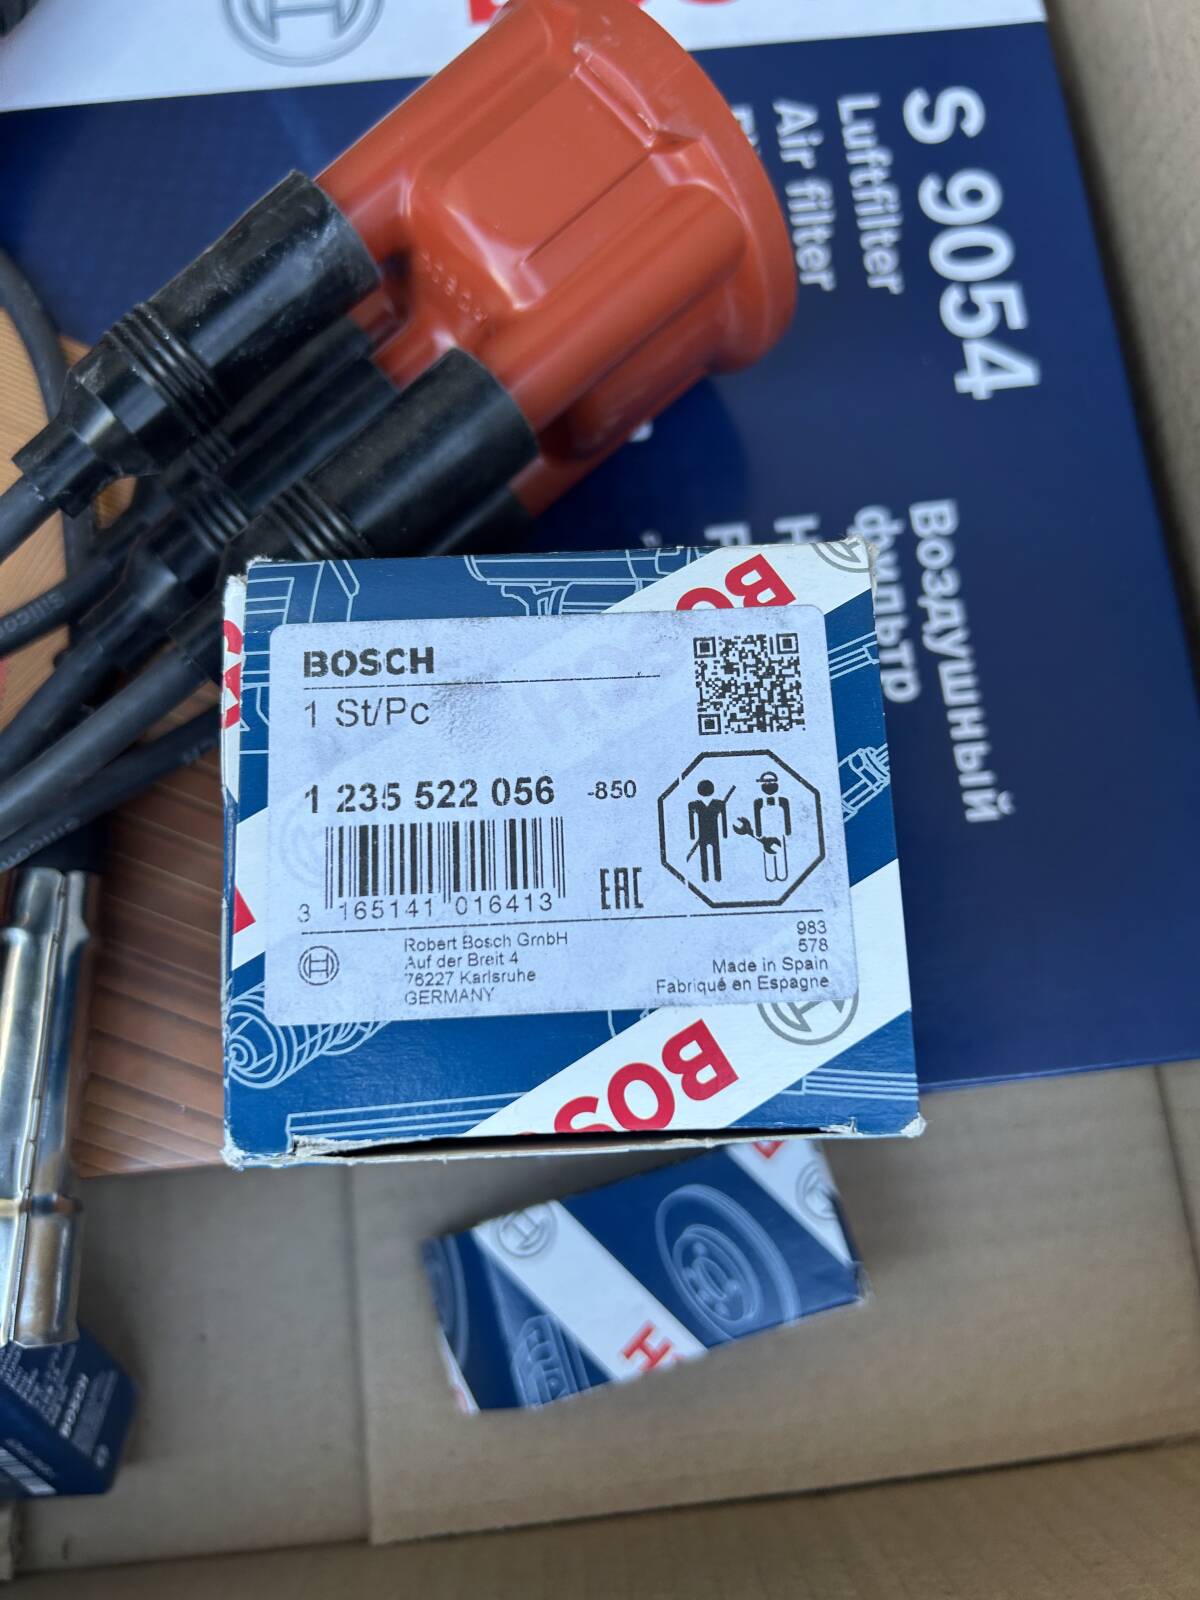 S 9054
Luftfilter
Air filter
Воздушный
фильтр
BOSCH
1 St/Pc
1 235 522 056 -850
3 165141 016413
EAC
Robert Bosch GmbH
Auf der Breit 4
76227 Karlsruhe
GERMANY
983
578
Made in Spain
Fabriqué en Espagne
BOSCH